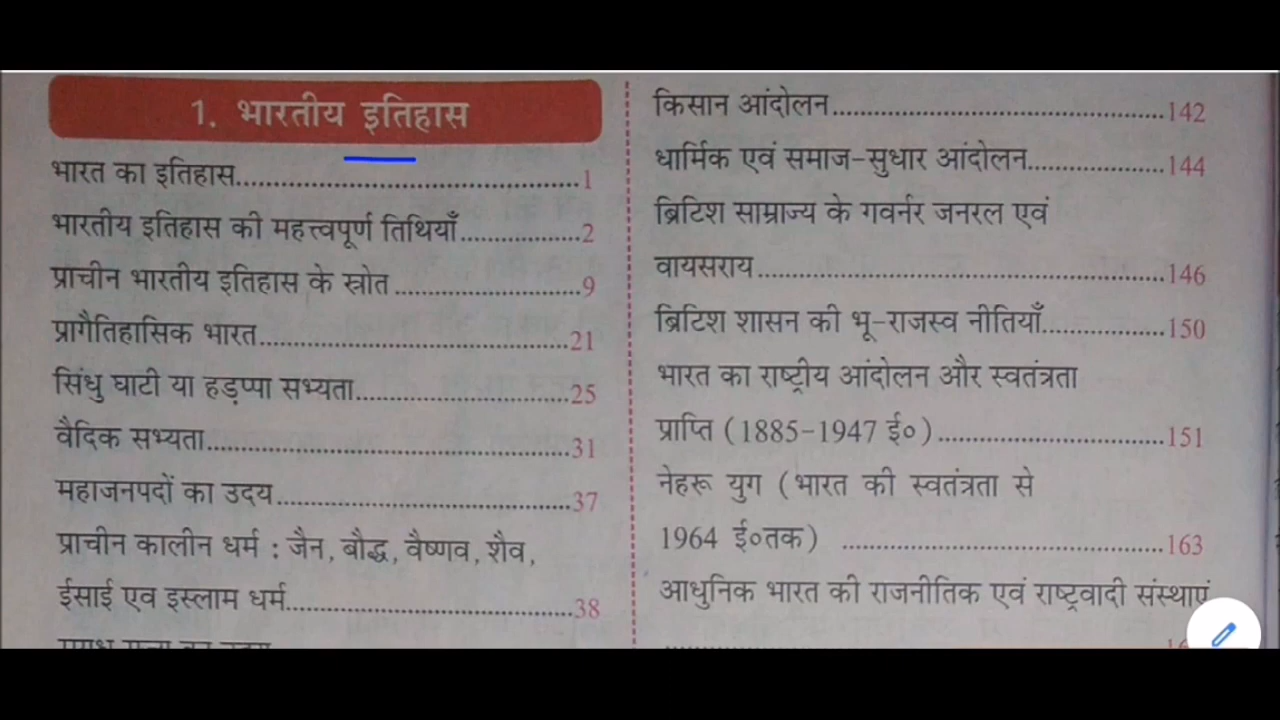 1. भारतीय इतिहास
भारत का इतिहास................................................1
भारतीय इतिहास की महत्त्वपूर्ण तिथियाँ..................2
प्राचीन भारतीय इतिहास के स्रोत............................9
प्रागैतिहासिक भारत.............................................21
सिंधु घाटी या हड़प्पा सभ्यता................................25
वैदिक सभ्यता.....................................................31
महाजनपदों का उदय...........................................37
प्राचीन कालीन धर्म : जैन, बौद्ध, वैष्णव, शैव,
ईसाई एव इस्लाम धर्म..........................................38
किसान आंदोलन..................................................142
धार्मिक एवं समाज-सुधार आंदोलन....................144
ब्रिटिश साम्राज्य के गवर्नर जनरल एवं
वायसराय...........................................................146
ब्रिटिश शासन की भू-राजस्व नीतियाँ..................150
भारत का राष्ट्रीय आंदोलन और स्वतंत्रता
प्राप्ति (1885-1947 ई०)..................................151
नेहरू युग (भारत की स्वतंत्रता से
1964 ई०तक) ..............................................163
आधुनिक भारत की राजनीतिक एवं राष्ट्रवादी संस्थाएं